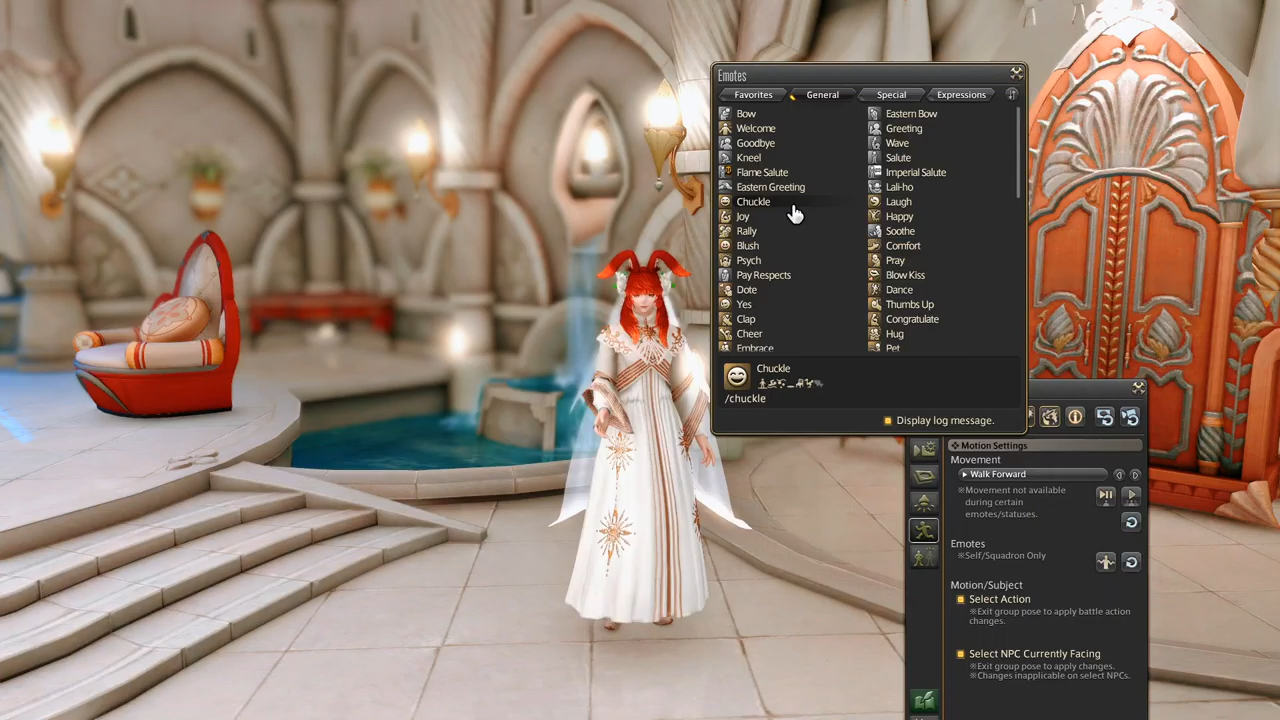 Emotes
Favorites General Special Expressions
Bow Eastern Bow
Welcome Greeting
Goodbye Wave
Kneel Salute
Flame Salute Imperial Salute
Eastern Greeting Lali-ho
Chuckle Laugh
Joy Happy
Rally Soothe
Blush Comfort
Psych Pray
Pay Respects Blow Kiss
Dote Dance
Yes Thumbs Up
Clap Congratulate
Cheer Hug
Embrace Pet
Chuckle
/chuckle
Display log message.
Motion Settings
Movement
Walk Forward
※Movement not available
during certain
emotes/statuses.
Emotes
※Self/Squadron Only
Motion/Subject
Select Action
※Exit group pose to apply battle action
changes.
Select NPC Currently Facing
※Exit group pose to apply changes.
※Changes inapplicable on select NPCs.